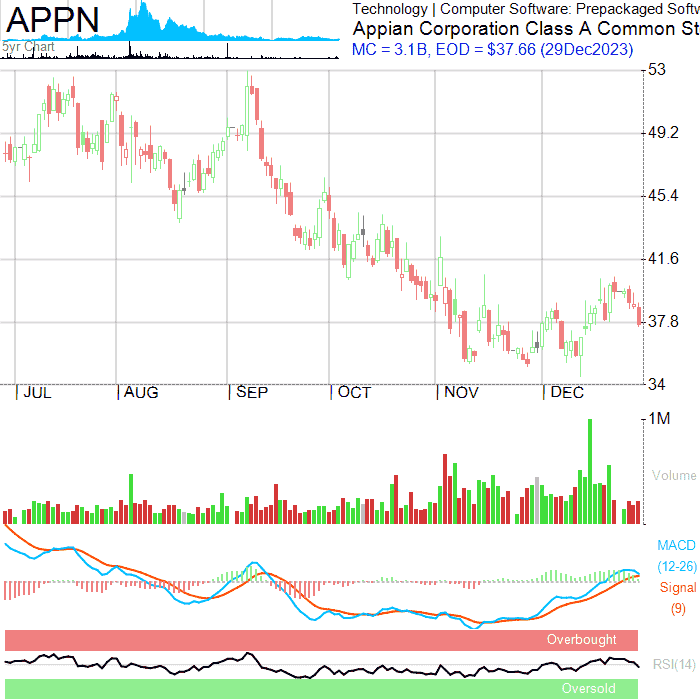 APPN
5yr Chart
Technology | Computer Software: Prepackaged Softw
Appian Corporation Class A Common St
MC = 3.1B, EOD = $37.66 (29Dec2023)
53
49.2
45.4
41.6
37.8
34
JUL
AUG
SEP
OCT
NOV
DEC
1M
Volume
MACD
(12-26)
Signal
(9)
Overbought
RSI(14)
Oversold